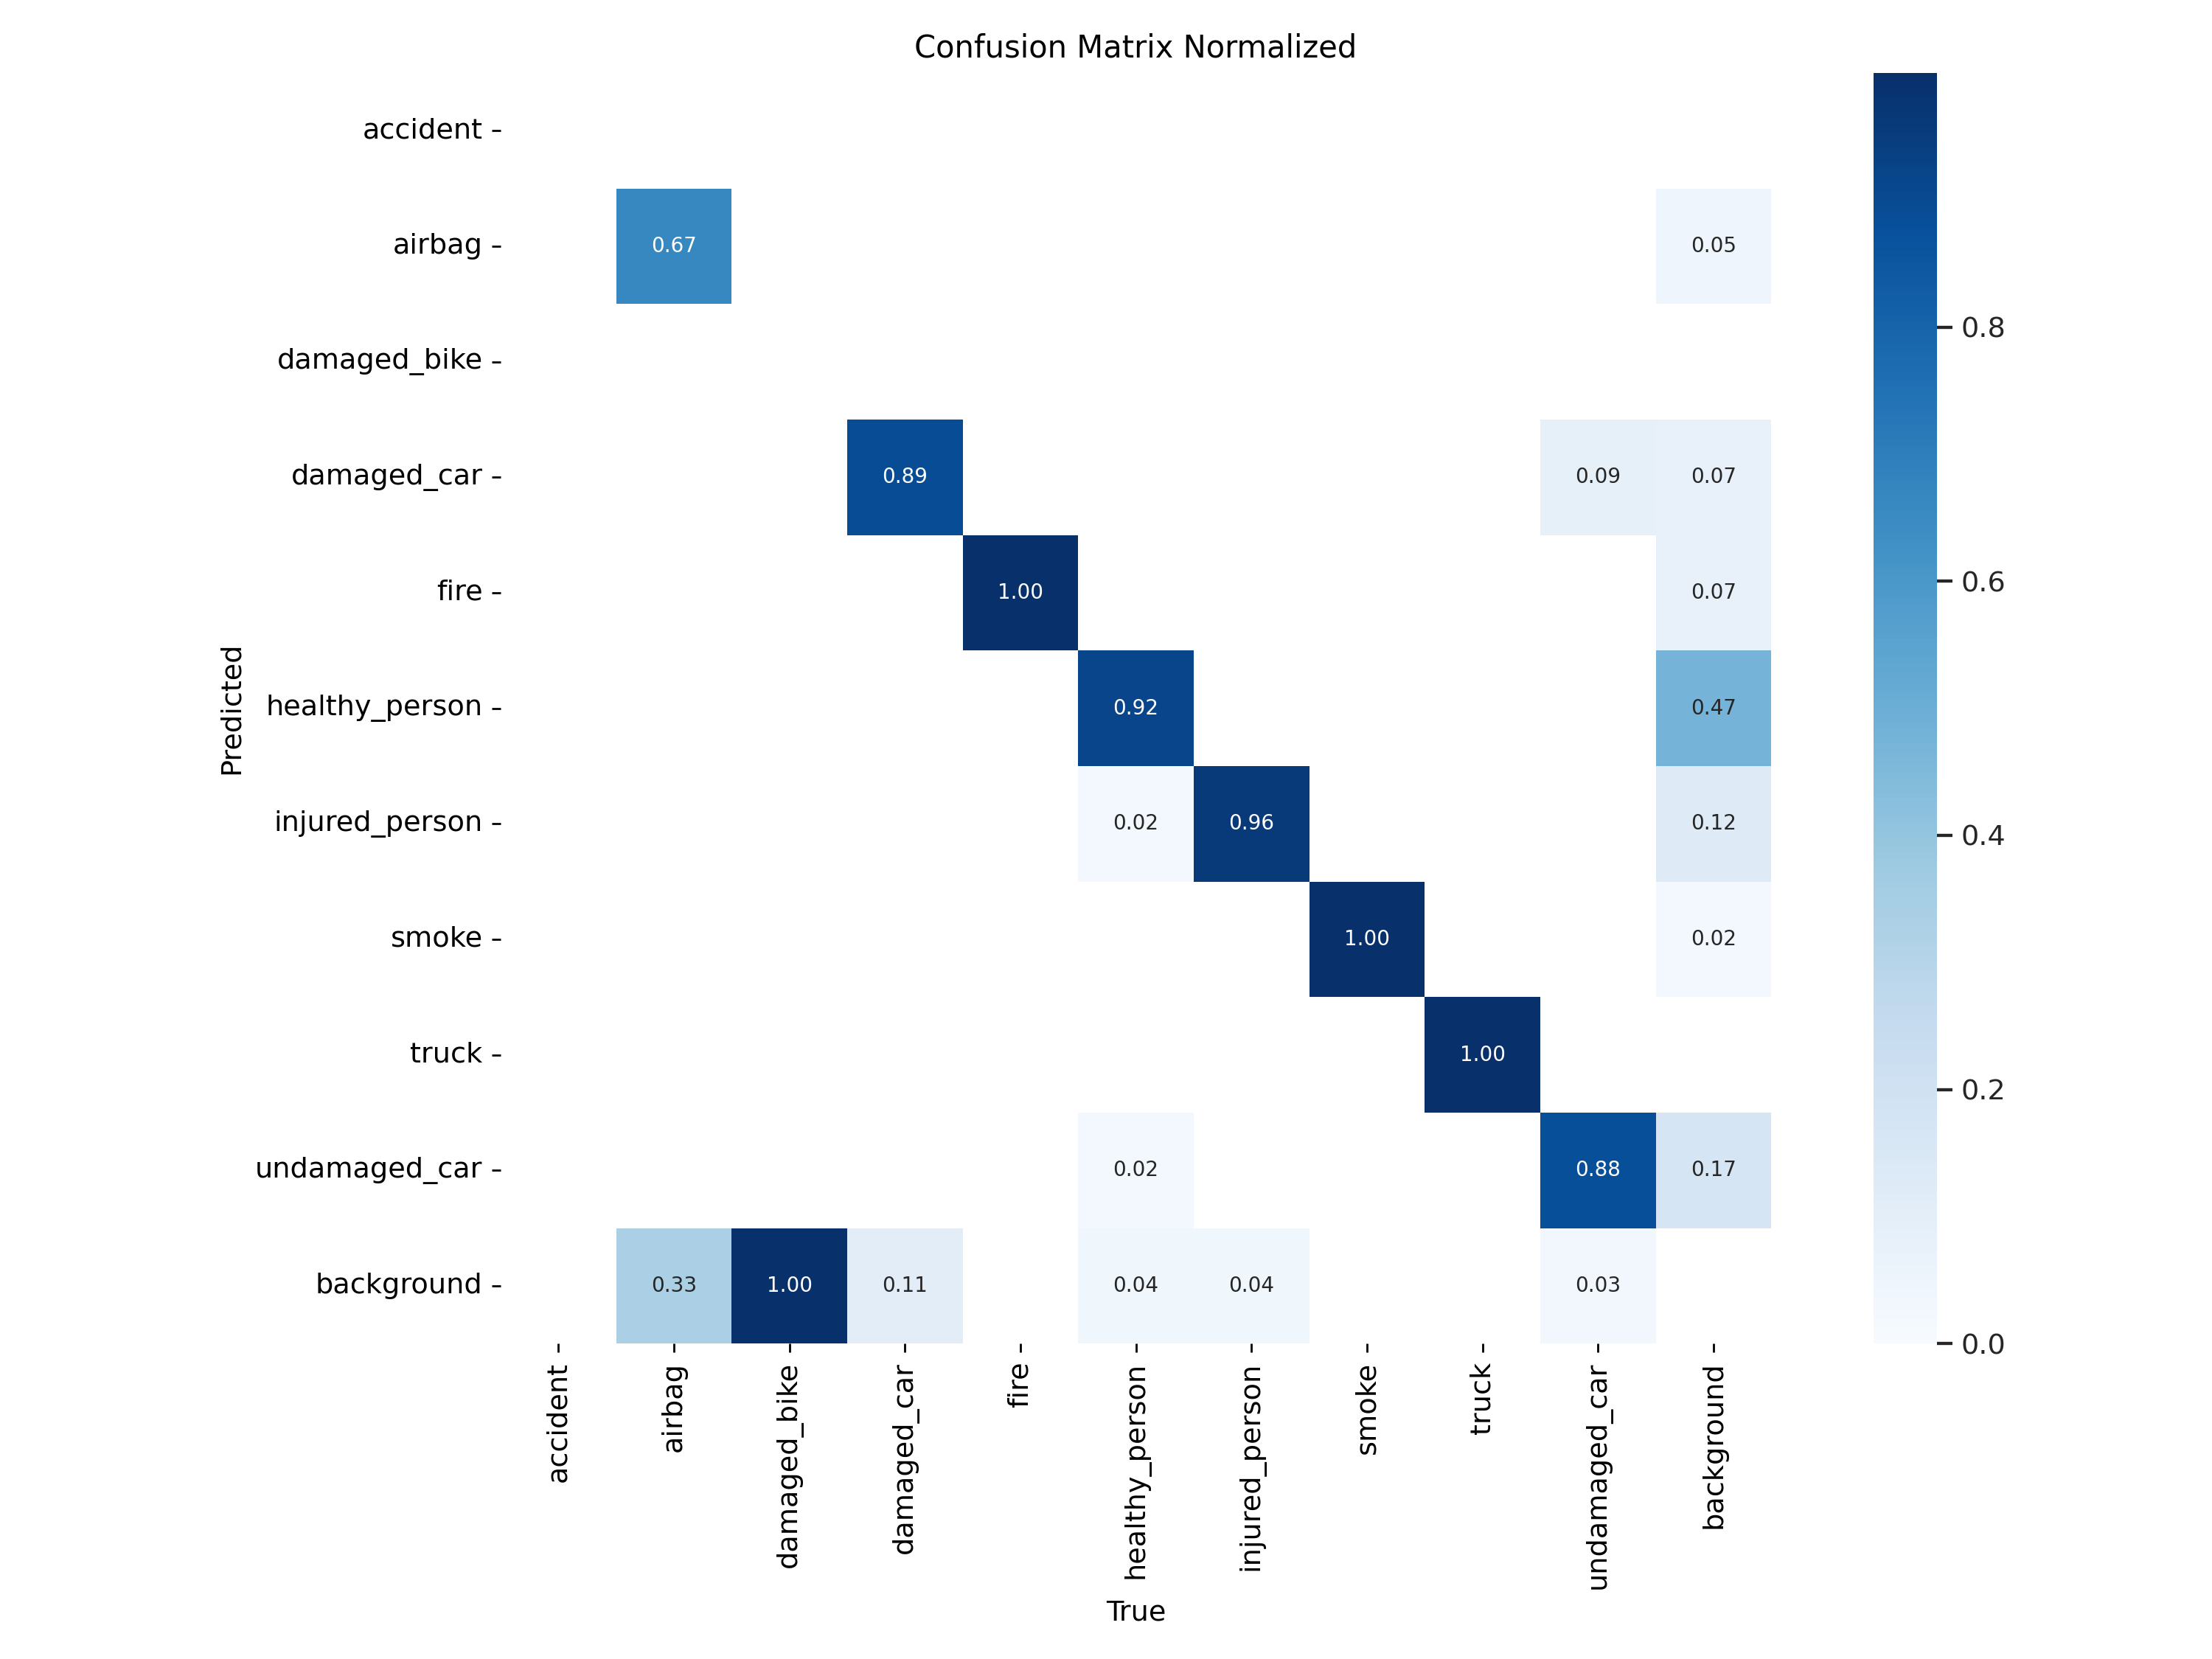 Confusion Matrix Normalized
accident
airbag 0.67 0.05
damaged_bike
damaged_car 0.89 0.09 0.07
fire 1.00 0.07
healthy_person 0.92 0.47
injured_person 0.02 0.96 0.12
smoke 1.00 0.02
truck 1.00
undamaged_car 0.02 0.88 0.17
background 0.33 1.00 0.11 0.04 0.04 0.03
Predicted
accident airbag damaged_bike damaged_car fire healthy_person injured_person smoke truck undamaged_car background
True
0.8
0.6
0.4
0.2
0.0